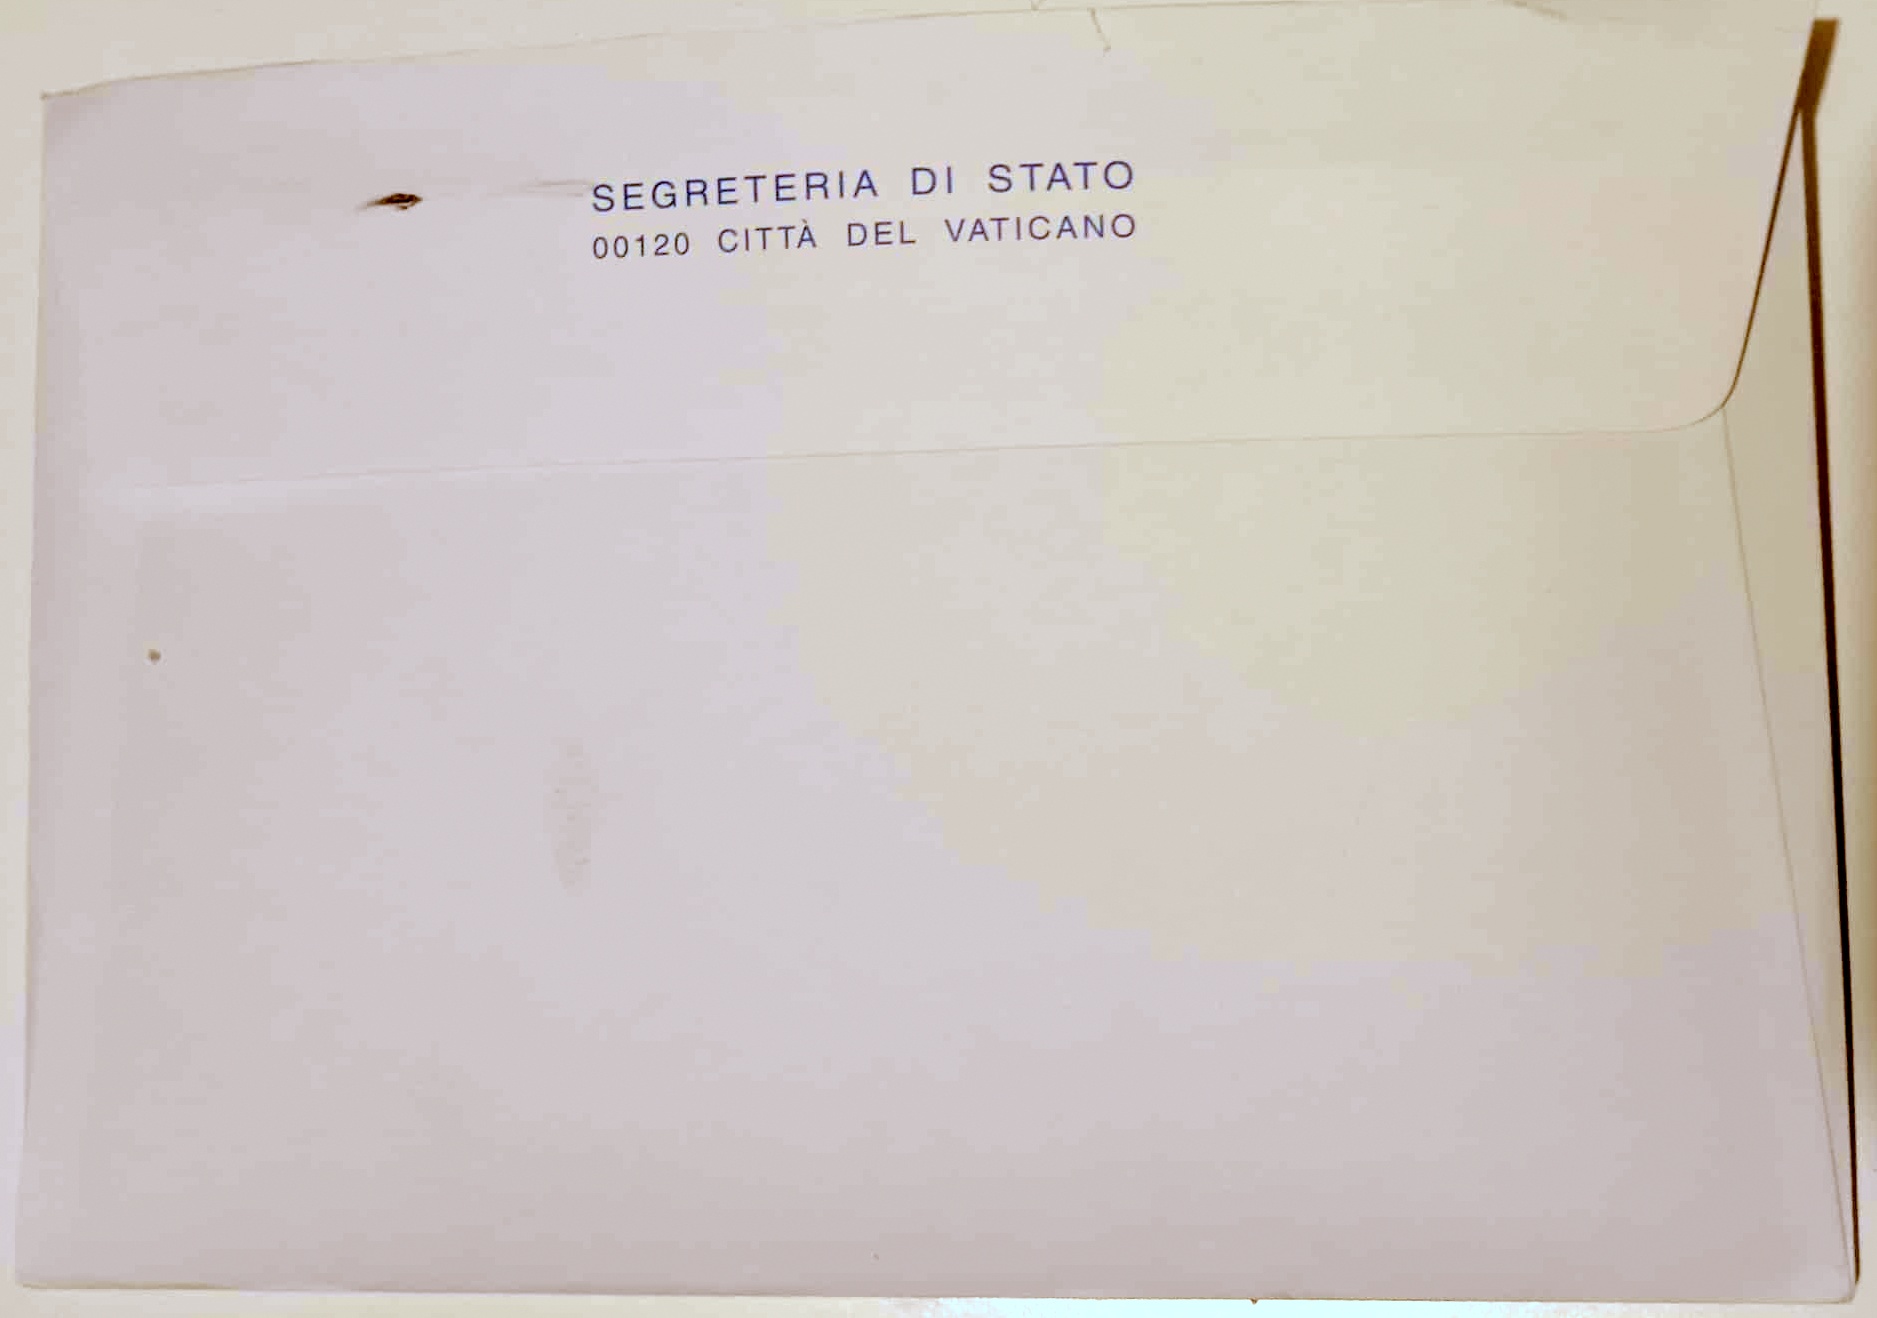 SEGRETERIA DI STATO
00120 CITTÀ DEL VATICANO